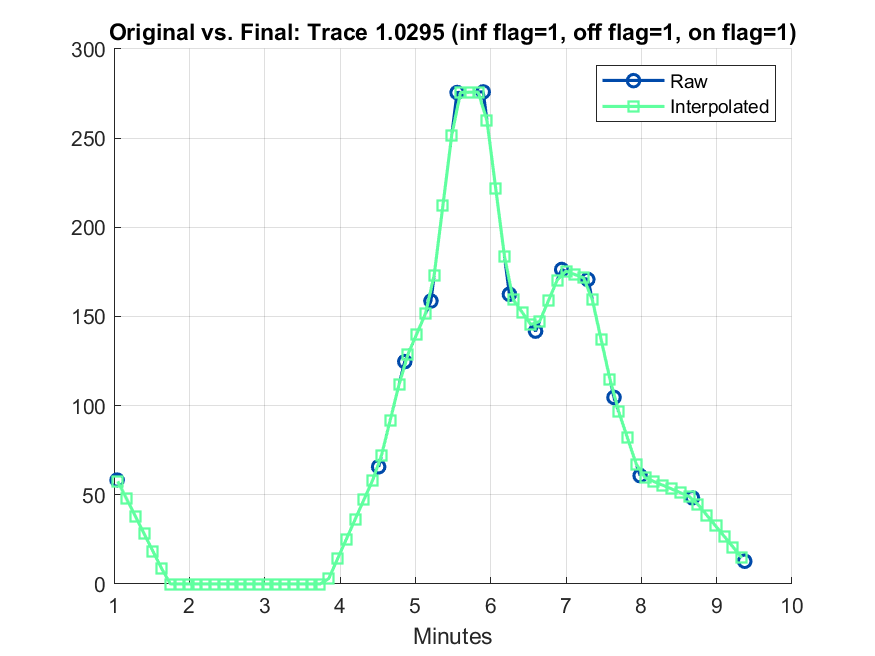 Original vs. Final: Trace 1.0295 (inf flag=1, off flag=1, on flag=1)
300
250
200
150
100
50
0
Raw
Interpolated
1 2 3 4 5 6 7 8 9 10
Minutes